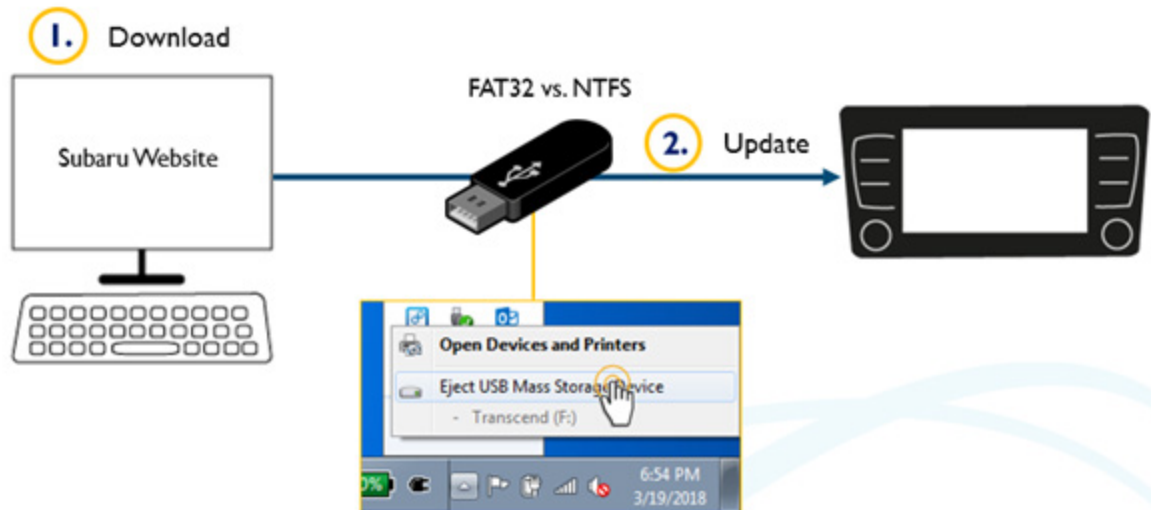 1. Download
Subaru Website
FAT32 vs. NTFS
2. Update
Open Devices and Printers
Eject USB Mass Storage Device
- Transcend (F:)
0%
6:54 PM
3/19/2018